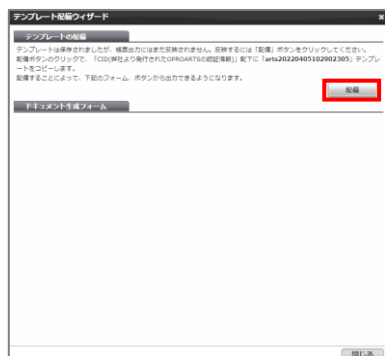 テンプレート配備ウィザード
テンプレートの配備
テンプレートは保存されましたが、帳票出力にはまだ反映されません。反映するには「配備」ボタンをクリックしてください。
配備ボタンのクリックで、「CID(弊社より発行されたOPROARTSの認証情報)」配下に「arts20220405102902305」テンプレ
ートをコピーします。
配備することによって、下記のフォーム、ボタンから出力できるようになります。
配備
ドキュメント生成フォーム
閉じる